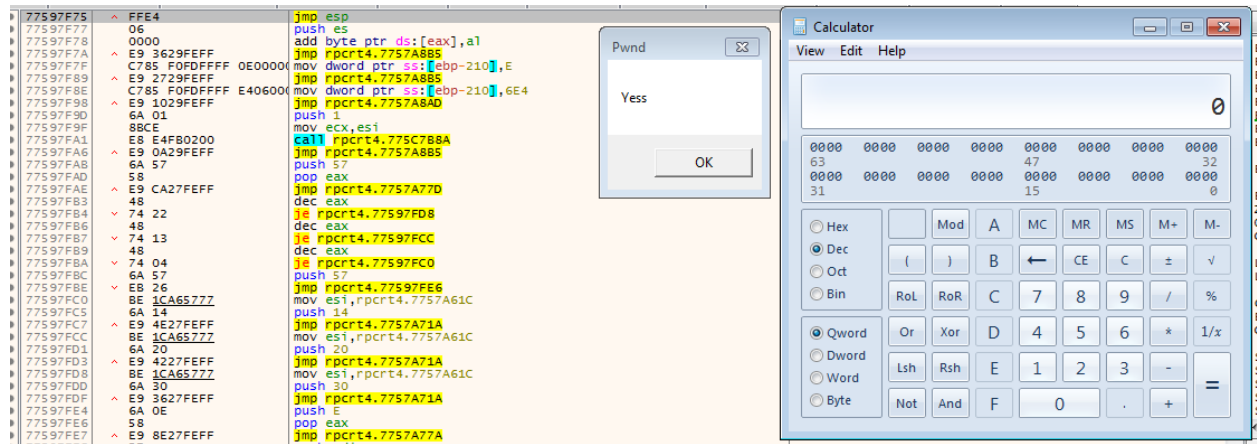 77597F75 ^ FFE4 jmp esp
77597F77 06 push es
77597F78 0000 add byte ptr ds:[eax],al
77597F7A ^ E9 3629FEFF jmp rpcrt4.7757A8B5
77597F7F C785 F0FDFFFF 0E00000 mov dword ptr ss:[ebp-210],E
77597F89 ^ E9 2729FEFF jmp rpcrt4.7757A8B5
77597F8E C785 F0FDFFFF E406000 mov dword ptr ss:[ebp-210],6E4
77597F98 ^ E9 1029FEFF jmp rpcrt4.7757A8AD
77597F9D 6A 01 push 1
77597F9F 8BCE mov ecx,esi
77597FA1 E8 E4FB0200 call rpcrt4.775C7B8A
77597FA6 ^ E9 0A29FEFF jmp rpcrt4.7757A8B5
77597FAB 6A 57 push 57
77597FAD 58 pop eax
77597FAE ^ E9 CA27FEFF jmp rpcrt4.7757A77D
77597FB3 48 dec eax
77597FB4 v 74 22 je rpcrt4.77597FD8
77597FB6 48 dec eax
77597FB7 v 74 13 je rpcrt4.77597FCC
77597FB9 48 dec eax
77597FBA v 74 04 je rpcrt4.77597FC0
77597FBC 6A 57 push 57
77597FBE v EB 26 jmp rpcrt4.77597FE6
77597FC0 BE 1CA65777 mov esi,rpcrt4.7757A61C
77597FC5 6A 14 push 14
77597FC7 ^ E9 4E27FEFF jmp rpcrt4.7757A71A
77597FCC BE 1CA65777 mov esi,rpcrt4.7757A61C
77597FD1 6A 20 push 20
77597FD3 ^ E9 4227FEFF jmp rpcrt4.7757A71A
77597FD8 BE 1CA65777 mov esi,rpcrt4.7757A61C
77597FDD 6A 30 push 30
77597FDF ^ E9 3627FEFF jmp rpcrt4.7757A71A
77597FE4 6A 0E push E
77597FE6 58 pop eax
77597FE7 ^ E9 8E27FEFF jmp rpcrt4.7757A77A
Pwnd
Yess
OK
Calculator
View Edit Help
0
0000 0000 0000 0000 0000 0000 0000 0000
63 47 32
0000 0000 0000 0000 0000 0000 0000 0000
31 15 0
Hex Mod A MC MR MS M+ M-
Dec
Oct ( ) B ← CE C ± √
Bin RoL RoR C 7 8 9 / %
Qword Or Xor D 4 5 6 * 1/x
Dword
Word Lsh Rsh E 1 2 3 - =
Byte Not And F 0 . +